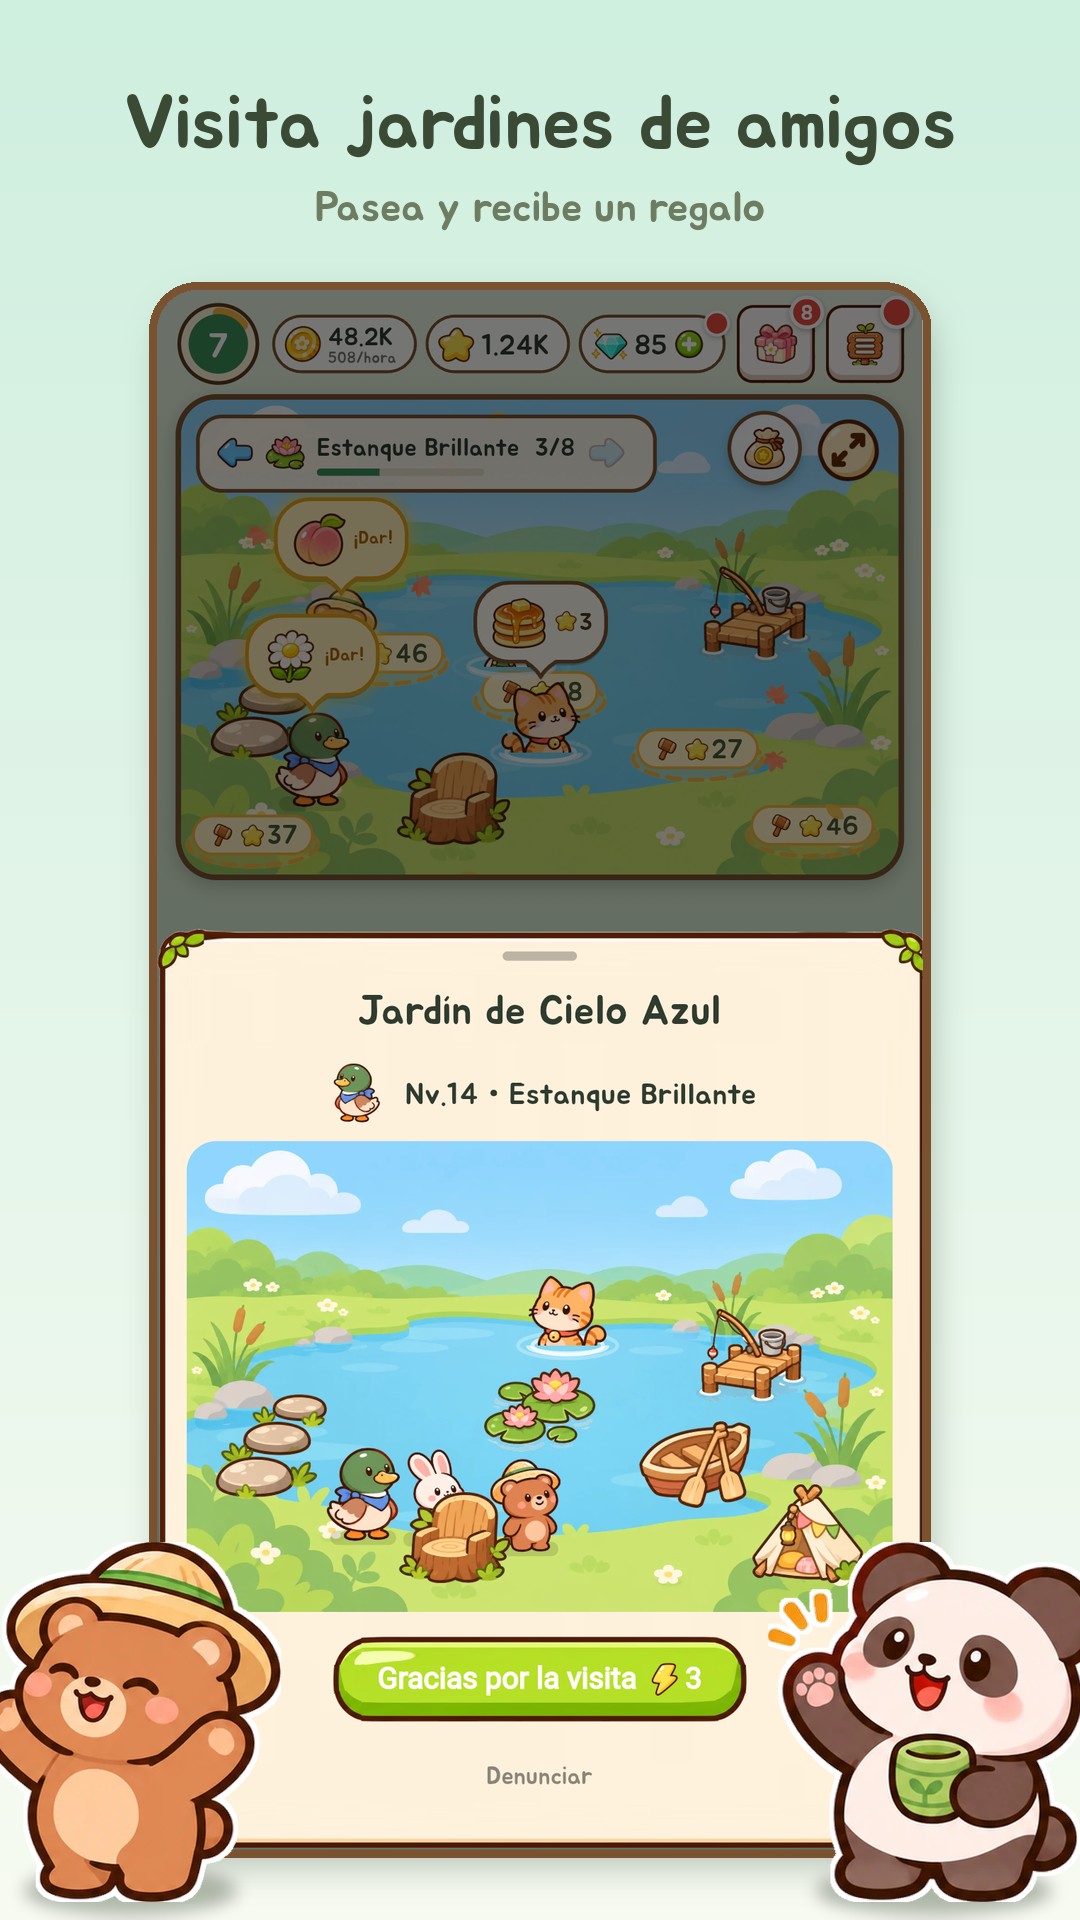 Visita jardines de amigos
Pasea y recibe un regalo
7
48.2K
508/hora
1.24K
85
8
Estanque Brillante 3/8
¡Dar!
3
¡Dar!
46
18
27
37
46
Jardín de Cielo Azul
Nv.14 • Estanque Brillante
Gracias por la visita 3
Denunciar